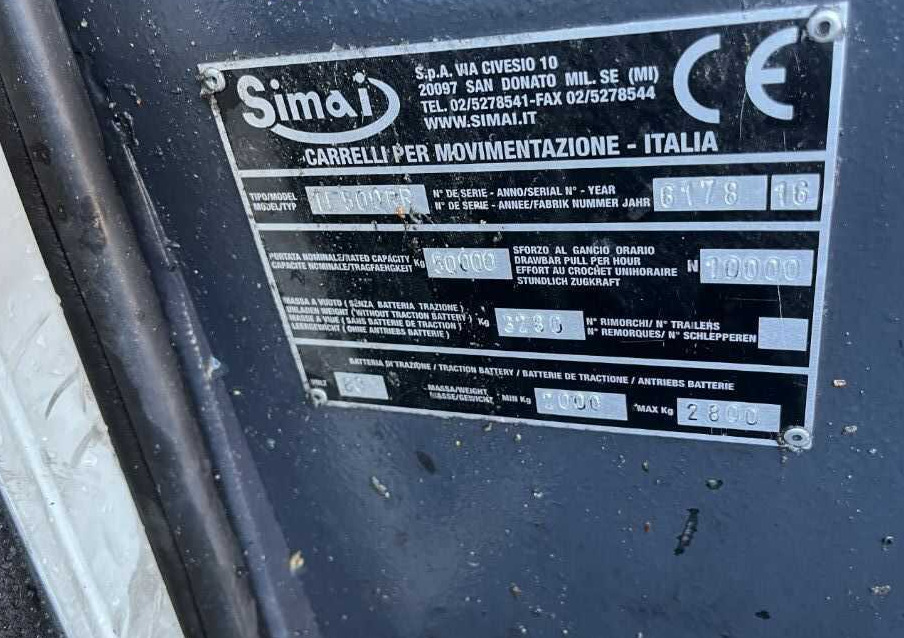 Simai
S.p.A. VIA CIVESIO 10
20097 SAN DONATO MIL. SE (MI)
TEL. 02/5278541-FAX 02/5278544
WWW.SIMAI.IT
CE
CARRELLI PER MOVIMENTAZIONE - ITALIA
TIPO/MODEL
MODEL/TYP
N° DE SERIE - ANNO/SERIAL N° - YEAR
N° DE SERIE - ANNEE/FABRIK NUMMER JAHR
6178 16
PORTATA NOMINALE/RATED CAPACITY
CAPACITE NOMINALE/TRAGFAEHGKEIT
Kg
SFORZO AL GANCIO ORARIO
DRAWBAR PULL PER HOUR
EFFORT AU CROCHET UNIHORAIRE
STUNDLICH ZUGKRAFT
N 10000
MASSA A VUOTO (SENZA BATTERIA TRAZIONE)
UNLADEN WEIGHT (WITHOUT TRACTION BATTERY)
MASSE A VUE (SANS BATTERIE DE TRACTION)
LEERGEWICHT (OHNE ANTRIEBS BATTERIE)
Kg
N° RIMORCHI/ N° TRAILERS
N° REMORQUES/ N° SCHLEPPEREN
BATTERIA DI TRAZIONE / TRACTION BATTERY / BATTERIE DE TRACTIONE / ANTRIEBS BATTERIE
VOLT
MASSA/WEIGHT
MASSE/GEWICHT
MIN Kg
MAX Kg 2800